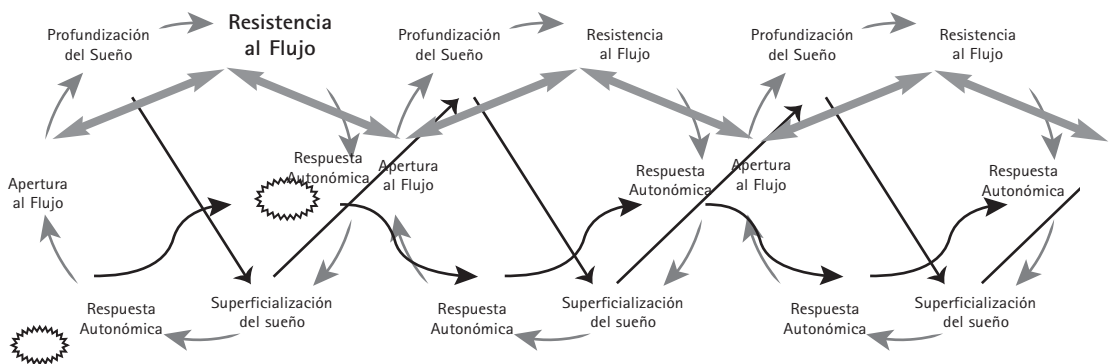 Profundización
del Sueño
Resistencia
al Flujo
Profundización
del Sueño
Resistencia
al Flujo
Profundización
del Sueño
Resistencia
al Flujo
Respuesta
Autonómica
Apertura
al Flujo
Respuesta
Autonómica
Apertura
al Flujo
Respuesta
Autonómica
Apertura
al Flujo
Respuesta
Autonómica
Superficialización
del sueño
Respuesta
Autonómica
Superficialización
del sueño
Respuesta
Autonómica
Superficialización
del sueño